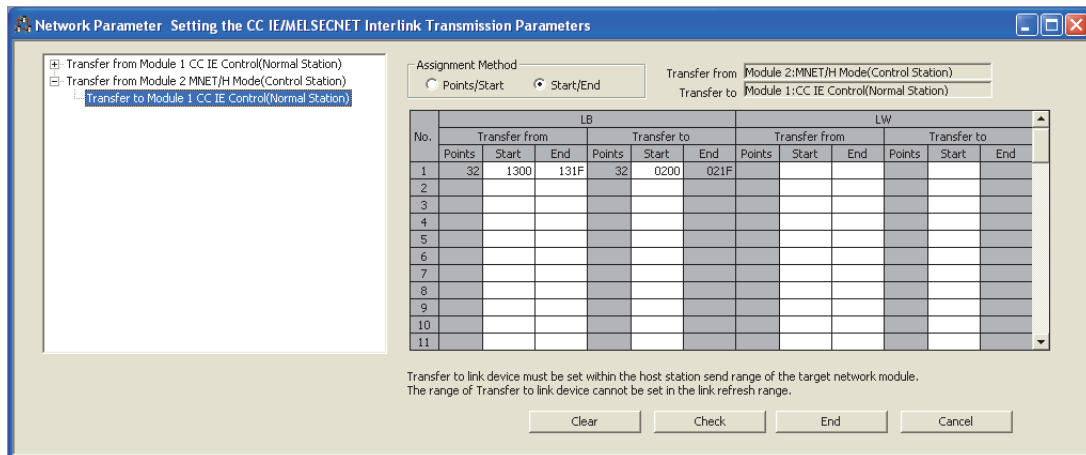 Network Parameter  Setting the CC IE/MELSECNET Interlink Transmission Parameters
Transfer from Module 1 CC IE Control(Normal Station)
Transfer from Module 2 MNET/H Mode(Control Station)
Transfer to Module 1 CC IE Control(Normal Station)
Assignment Method
Points/Start Start/End
Transfer from Module 2:MNET/H Mode(Control Station)
Transfer to Module 1:CC IE Control(Normal Station)
No. LB LW
Transfer from Transfer to Transfer from Transfer to
Points Start End Points Start End Points Start End Points Start End
1 32 1300 131F 32 0200 021F
2
3
4
5
6
7
8
9
10
11
Transfer to link device must be set within the host station send range of the target network module.
The range of Transfer to link device cannot be set in the link refresh range.
Clear Check End Cancel